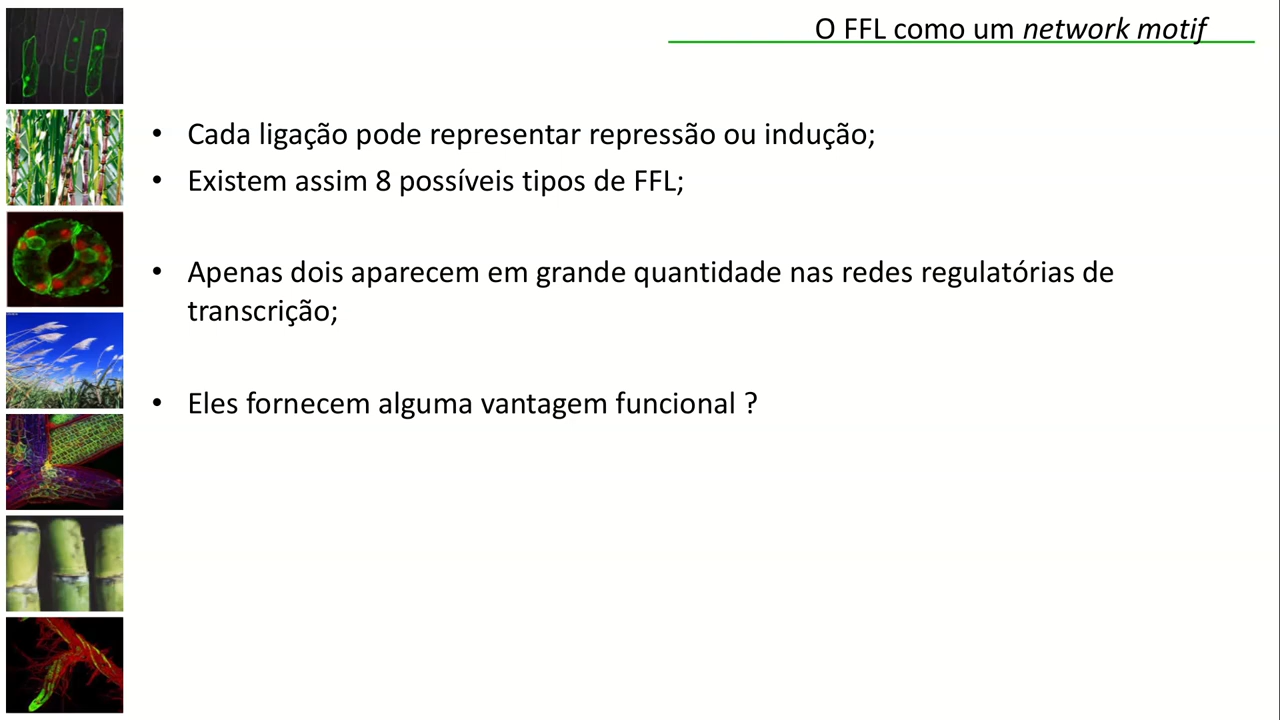 O FFL como um network motif
• Cada ligação pode representar repressão ou indução;
• Existem assim 8 possíveis tipos de FFL;
• Apenas dois aparecem em grande quantidade nas redes regulatórias de
transcrição;
• Eles fornecem alguma vantagem funcional ?